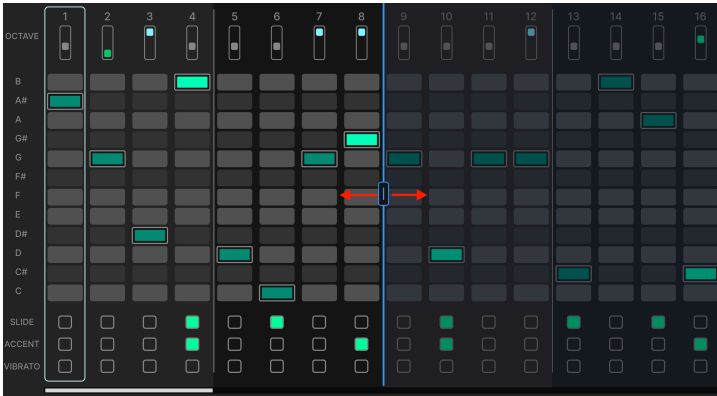 1 2 3 4 5 6 7 8 9 10 11 12 13 14 15 16
OCTAVE
B
A#
A
G#
G
F#
F
E
D#
D
C#
C
SLIDE
ACCENT
VIBRATO